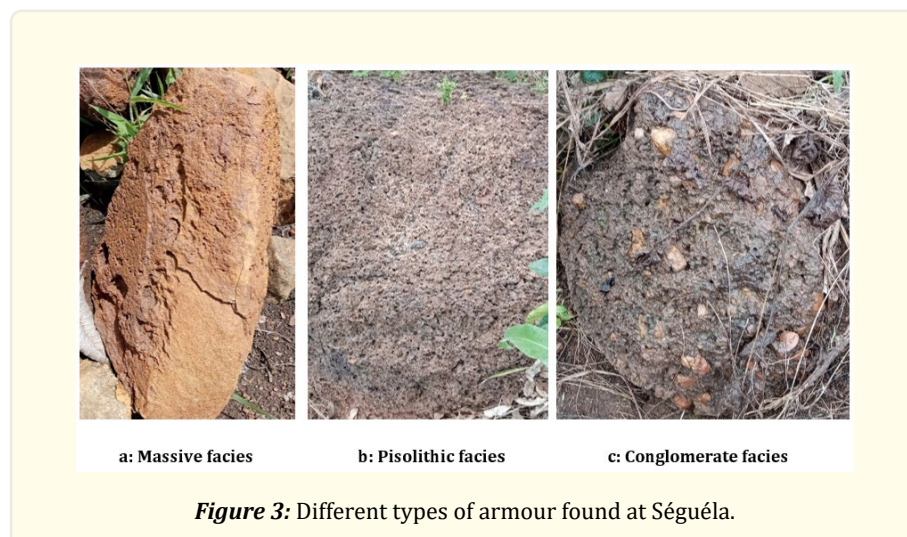 a: Massive facies
b: Pisolithic facies
c: Conglomerate facies
Figure 3: Different types of armour found at Séguéla.